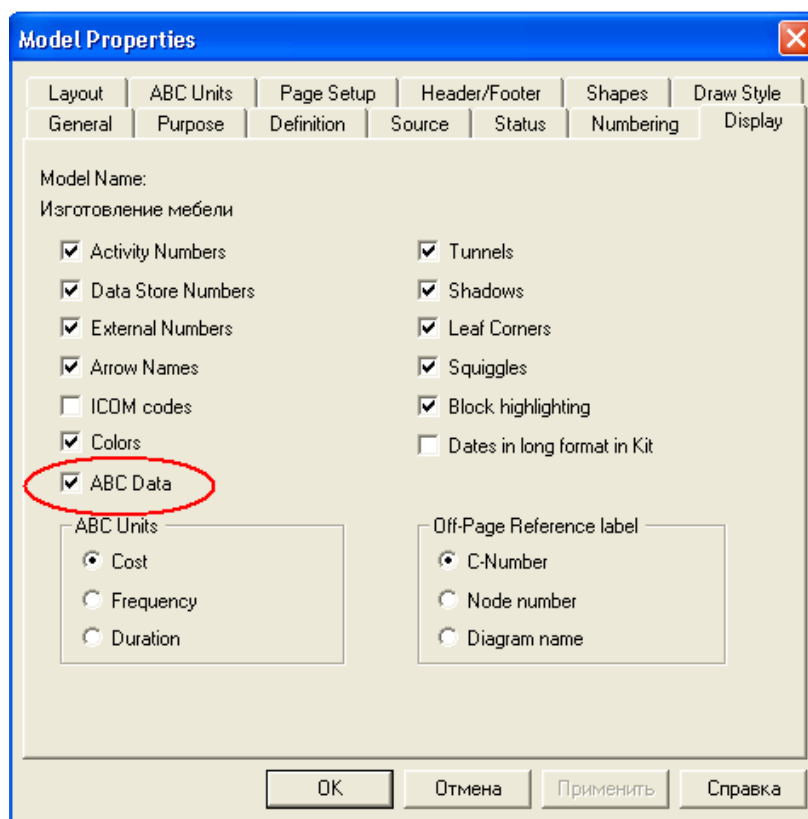 Model Properties
Layout ABC Units Page Setup Header/Footer Shapes Draw Style
General Purpose Definition Source Status Numbering Display
Model Name:
Изготовление мебели
Activity Numbers Tunnels
Data Store Numbers Shadows
External Numbers Leaf Corners
Arrow Names Squiggles
ICOM codes Block highlighting
Colors Dates in long format in Kit
ABC Data
ABC Units Off-Page Reference label
Cost C-Number
Frequency Node number
Duration Diagram name
OK Отмена Применить Справка